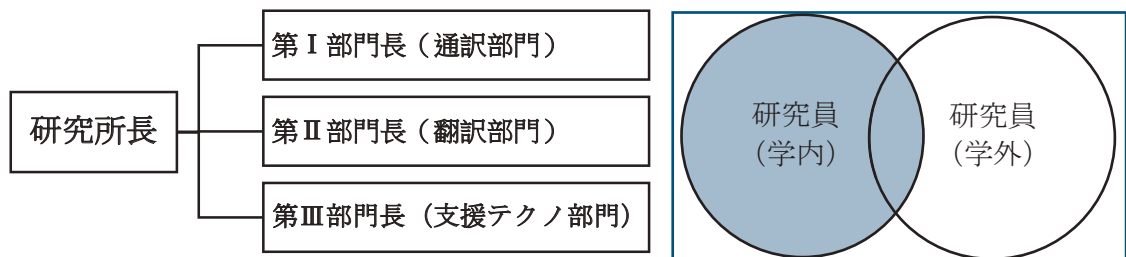 研究所長
第Ⅰ部門長（通訳部門）
第Ⅱ部門長（翻訳部門）
第Ⅲ部門長（支援テクノ部門）
研究員
（学内）
研究員
（学外）